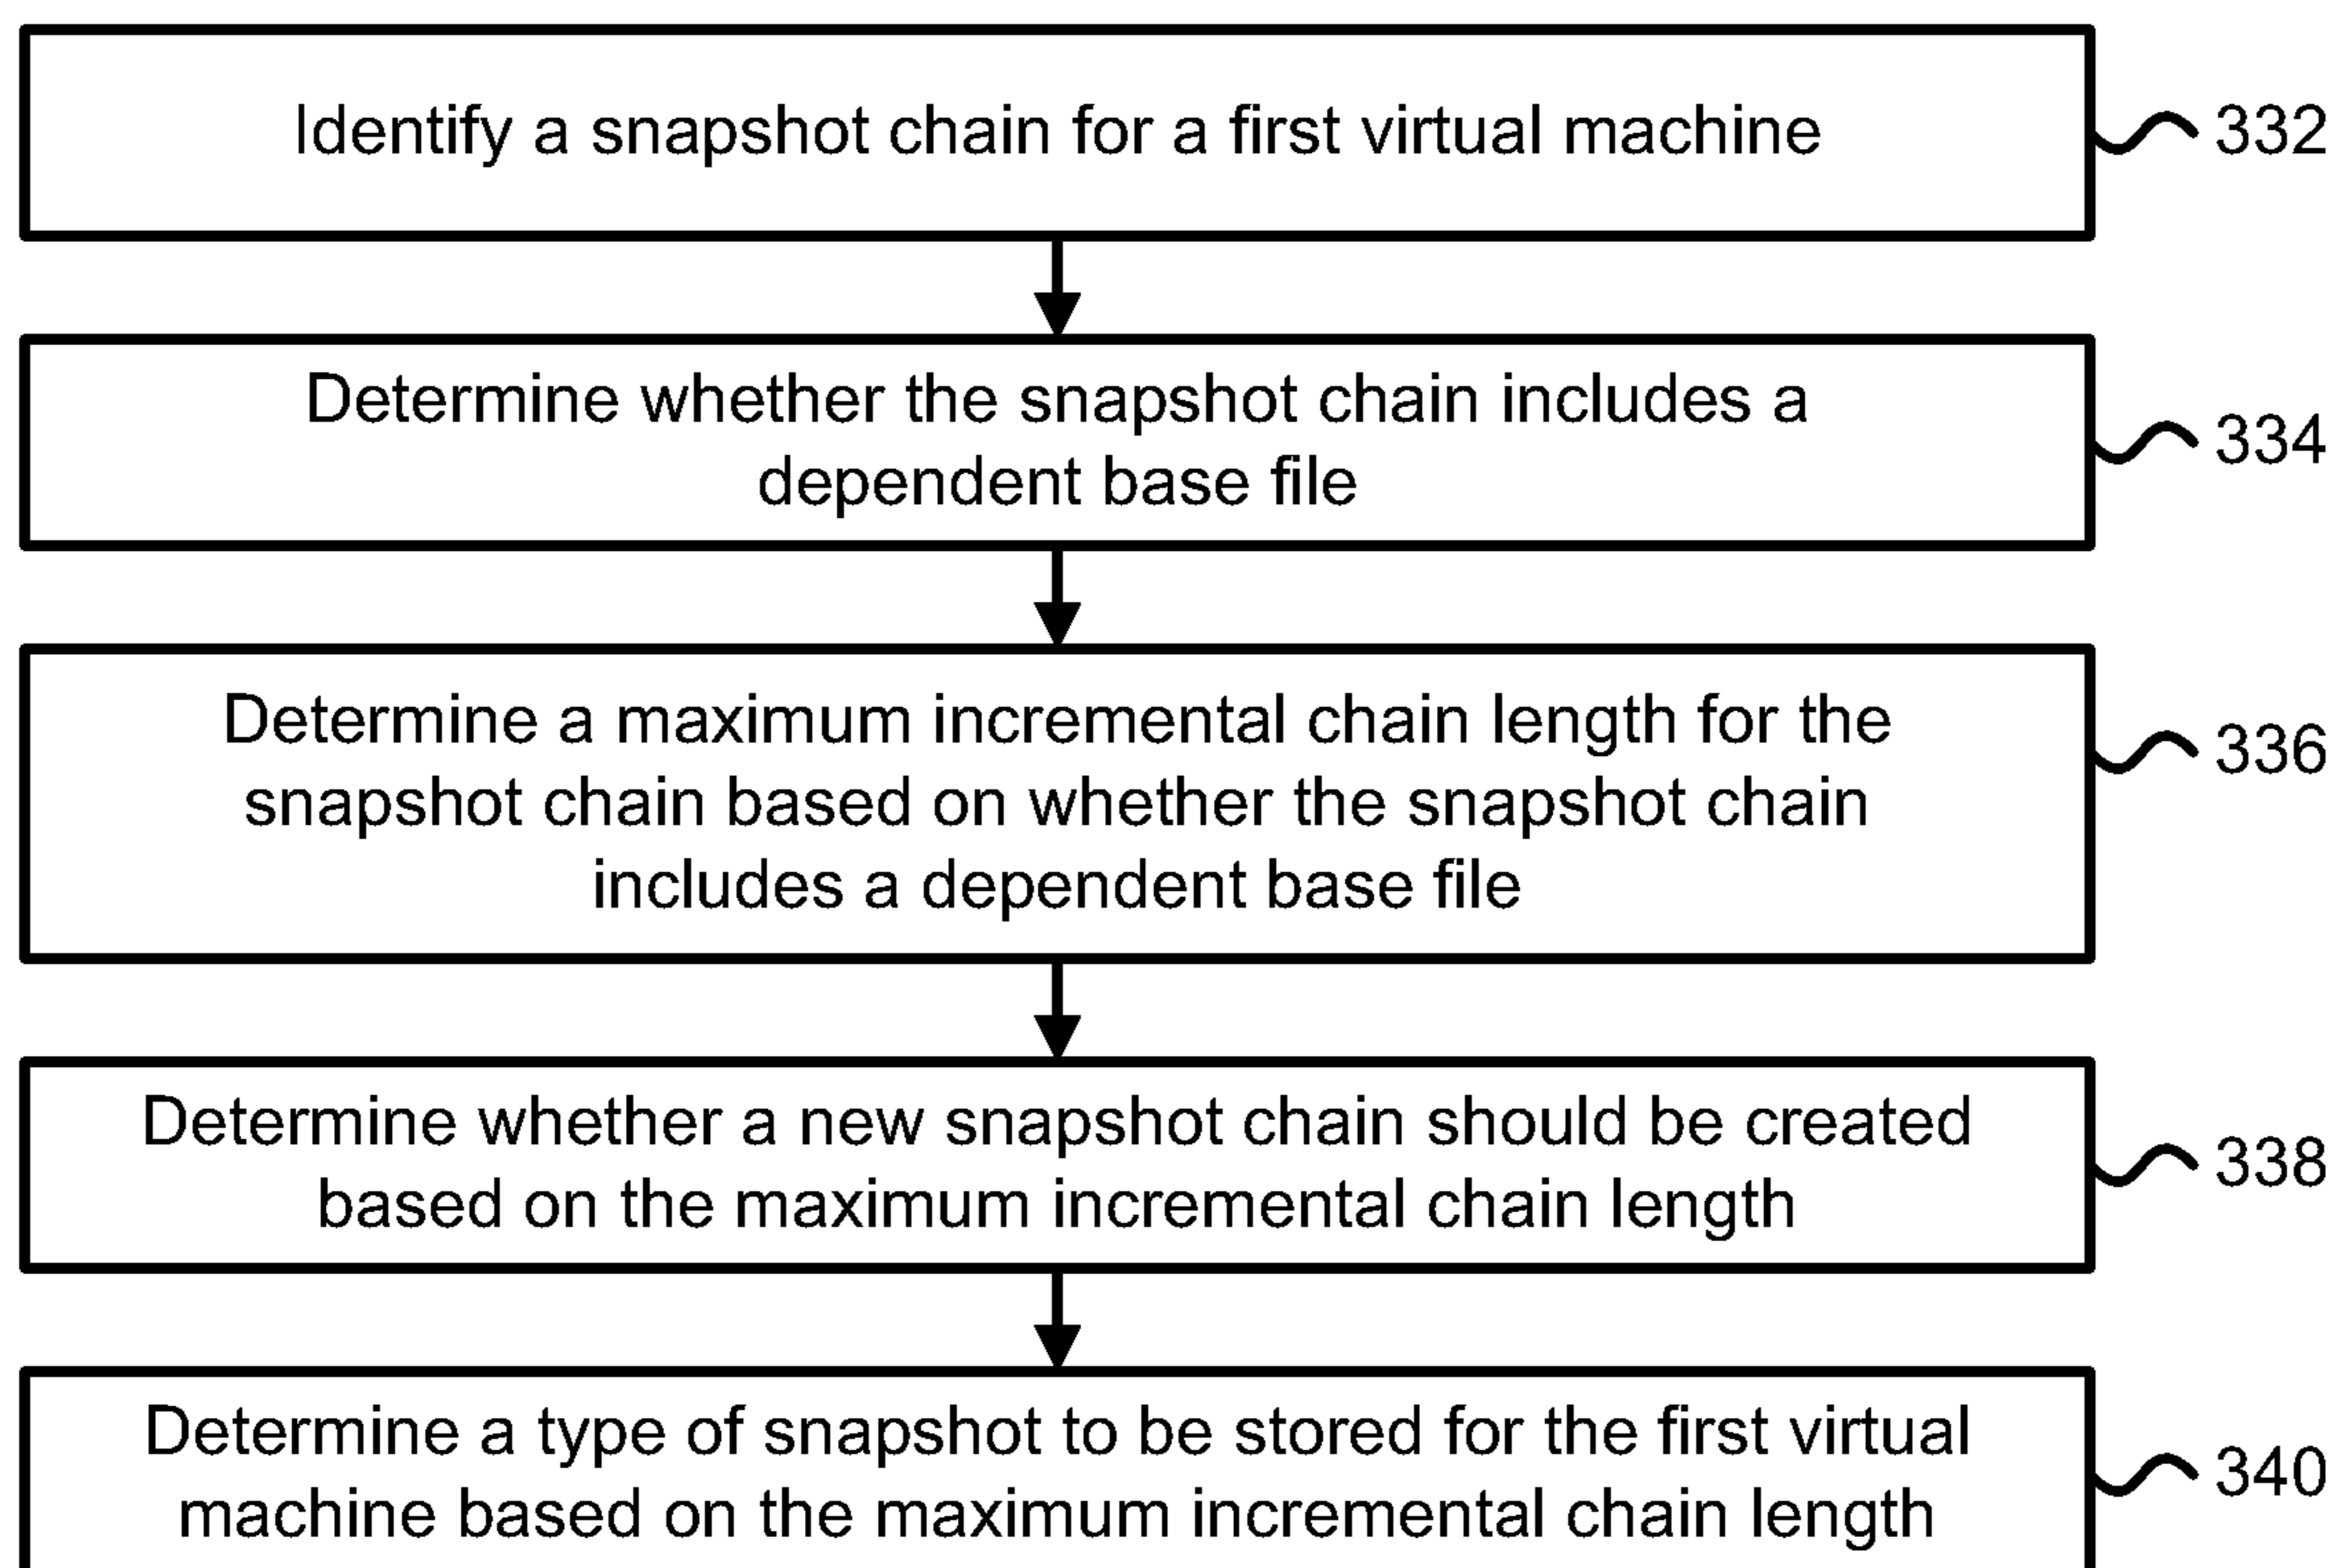 Identify a snapshot chain for a first virtual machine
332
Determine whether the snapshot chain includes a
dependent base file
334
Determine a maximum incremental chain length for the
snapshot chain based on whether the snapshot chain
includes a dependent base file
336
Determine whether a new snapshot chain should be created
based on the maximum incremental chain length
338
Determine a type of snapshot to be stored for the first virtual
machine based on the maximum incremental chain length
340